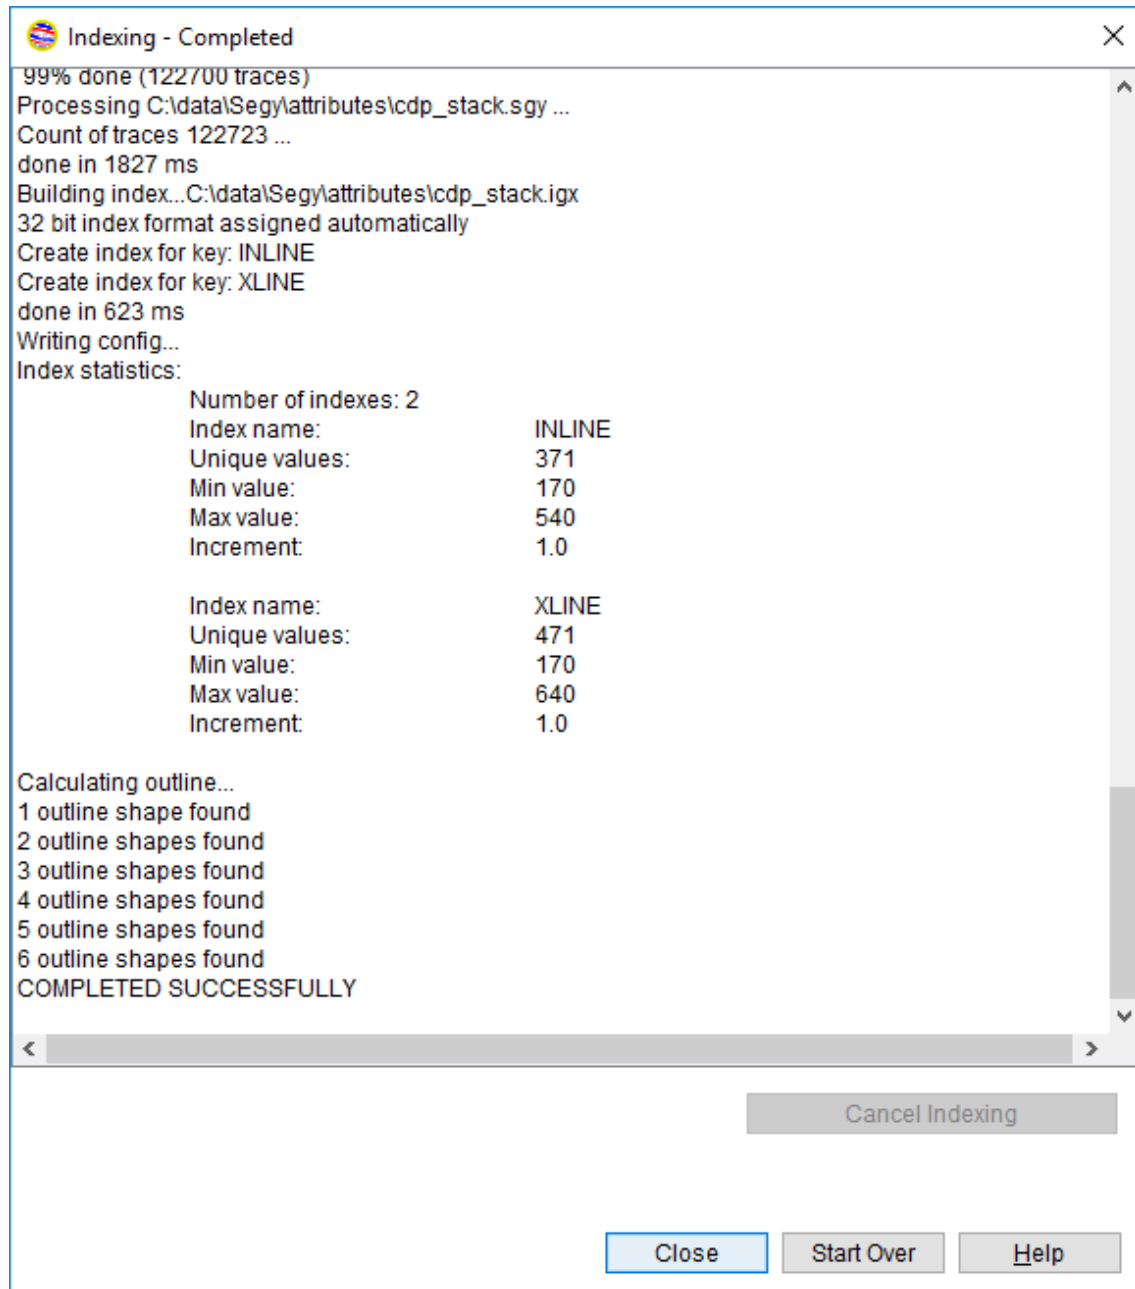 Indexing - Completed
99% done (122700 traces)
Processing C:\data\Segy\attributes\cdp_stack.sgy ...
Count of traces 122723 ...
done in 1827 ms
Building index...C:\data\Segy\attributes\cdp_stack.igx
32 bit index format assigned automatically
Create index for key: INLINE
Create index for key: XLINE
done in 623 ms
Writing config...
Index statistics:
Number of indexes: 2
Index name: INLINE
Unique values: 371
Min value: 170
Max value: 540
Increment: 1.0
Index name: XLINE
Unique values: 471
Min value: 170
Max value: 640
Increment: 1.0
Calculating outline...
1 outline shape found
2 outline shapes found
3 outline shapes found
4 outline shapes found
5 outline shapes found
6 outline shapes found
COMPLETED SUCCESSFULLY
Cancel Indexing
Close Start Over Help